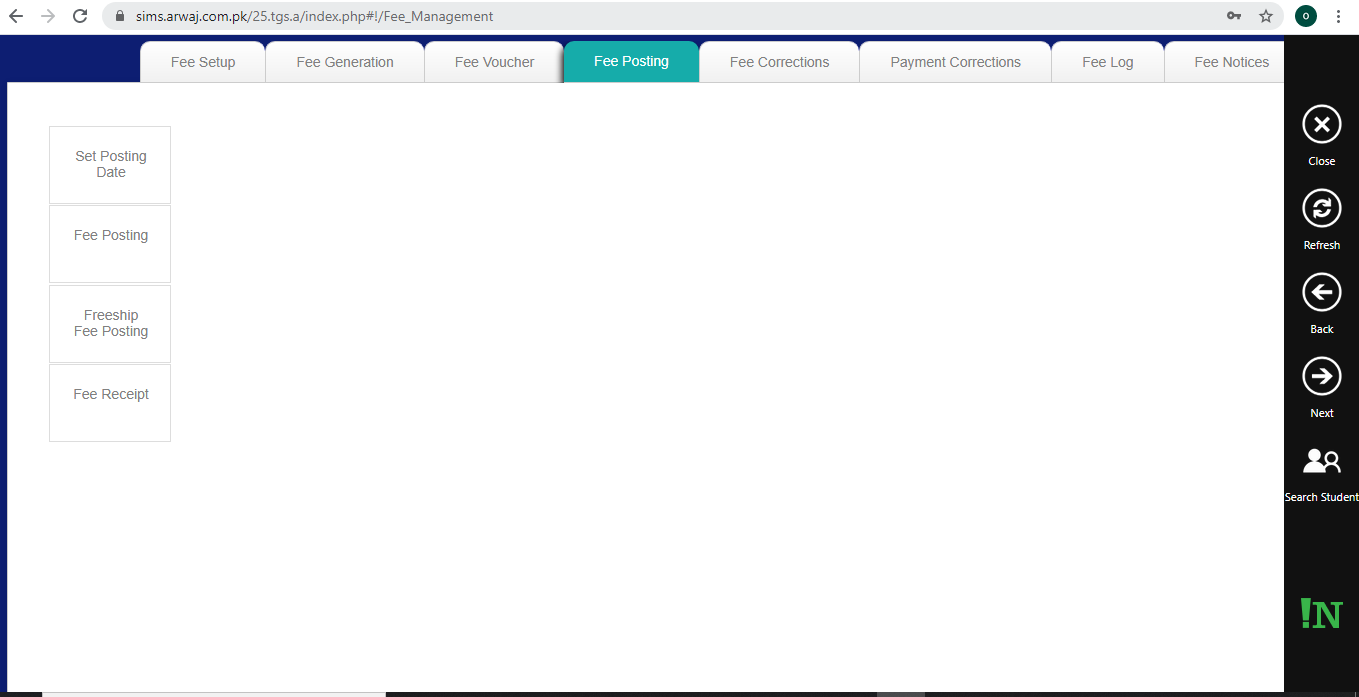 sims.arwaj.com.pk/25.tgs.a/index.php#!/Fee_Management
o
Fee Setup
Fee Generation
Fee Voucher
Fee Posting
Fee Corrections
Payment Corrections
Fee Log
Fee Notices
Set Posting
Date
Fee Posting
Freeship
Fee Posting
Fee Receipt
Close
Refresh
Back
Next
Search Student
!N